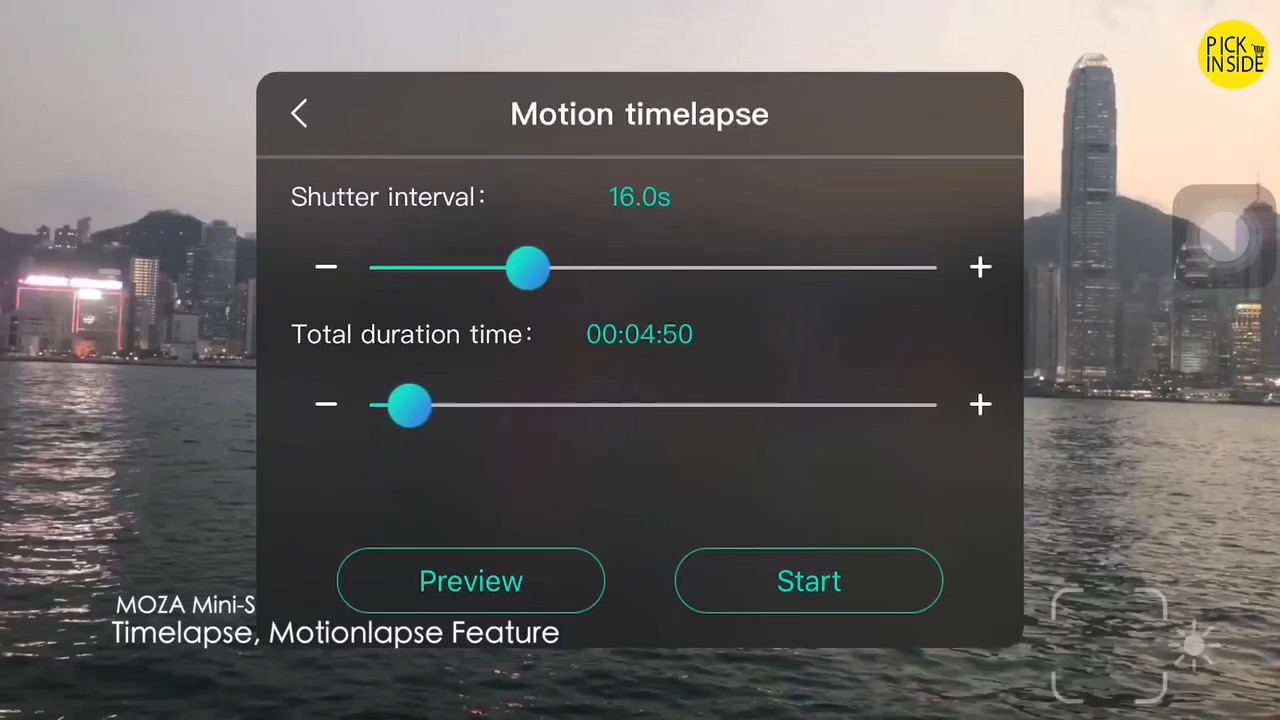 PICK
INSIDE
Motion timelapse
Shutter interval: 16.0s
Total duration time: 00:04:50
Preview
Start
MOZA Mini-S
Timelapse, Motionlapse Feature